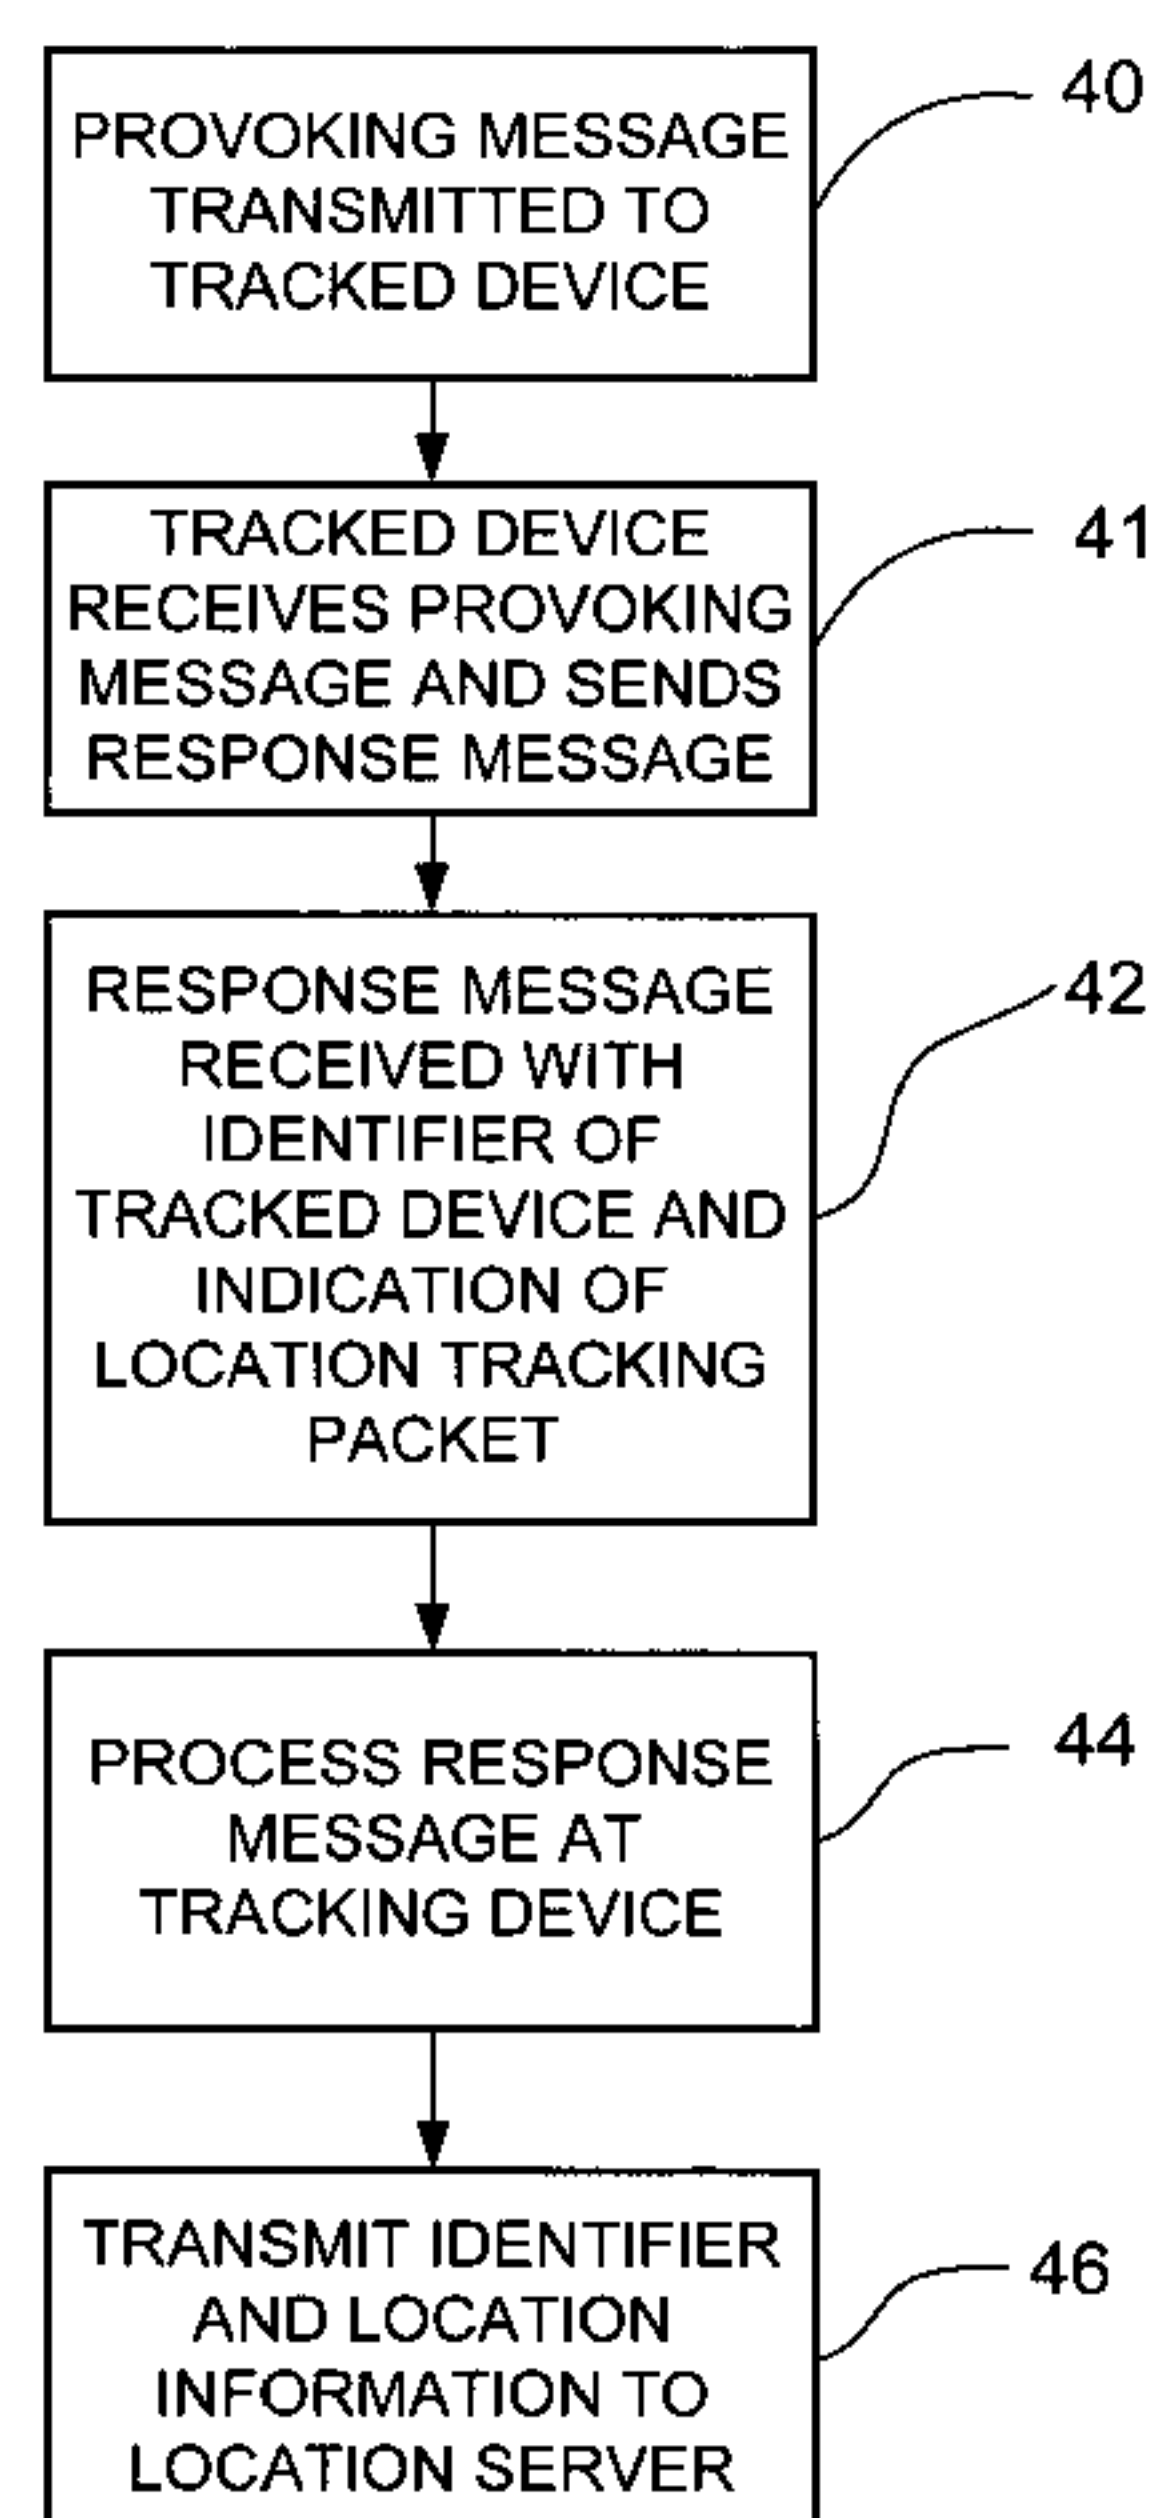 PROVOKING MESSAGE
TRANSMITTED TO
TRACKED DEVICE
40
TRACKED DEVICE
RECEIVES PROVOKING
MESSAGE AND SENDS
RESPONSE MESSAGE
41
RESPONSE MESSAGE
RECEIVED WITH
IDENTIFIER OF
TRACKED DEVICE AND
INDICATION OF
LOCATION TRACKING
PACKET
42
PROCESS RESPONSE
MESSAGE AT
TRACKING DEVICE
44
TRANSMIT IDENTIFIER
AND LOCATION
INFORMATION TO
LOCATION SERVER
46